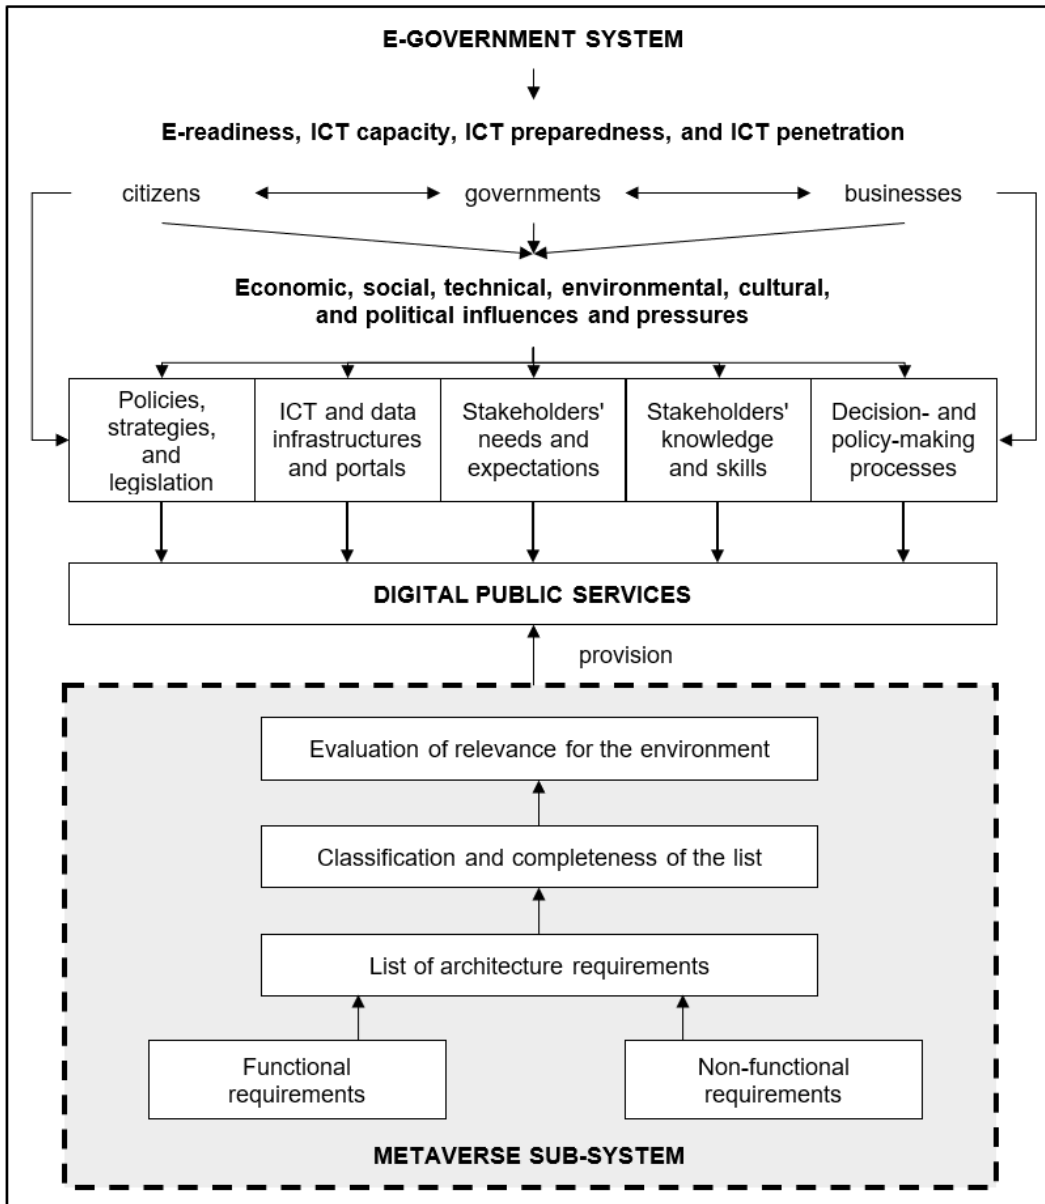 E-GOVERNMENT SYSTEM
E-readiness, ICT capacity, ICT preparedness, and ICT penetration
citizens
governments
businesses
Economic, social, technical, environmental, cultural,
and political influences and pressures
Policies,
strategies,
and
legislation
ICT and data
infrastructures
and portals
Stakeholders'
needs and
expectations
Stakeholders'
knowledge
and skills
Decision- and
policy-making
processes
DIGITAL PUBLIC SERVICES
provision
Evaluation of relevance for the environment
Classification and completeness of the list
List of architecture requirements
Functional
requirements
Non-functional
requirements
METAVERSE SUB-SYSTEM